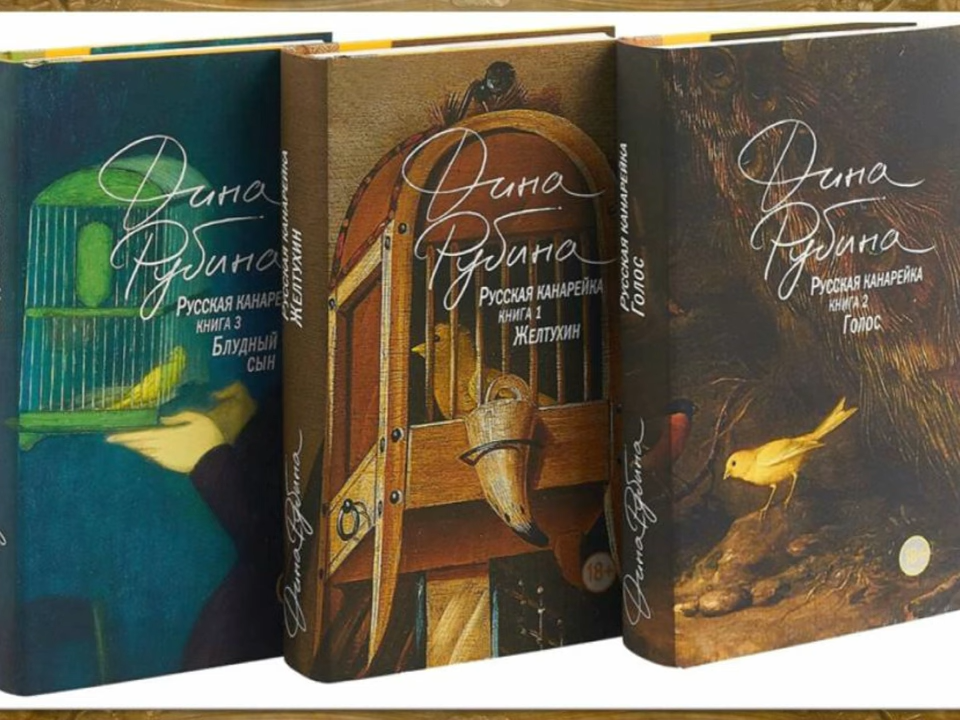 Дина
Рубина
РУССКАЯ КАНАРЕ
КНИГА 3
БЛУДНЫЙ
СЫН
РУССКАЯ КАНАРЕЙКА
ЖЕЛТУХИН
Дина Рубина
Дина
Рубина
РУССКАЯ КАНАРЕЙКА
КНИГА 1
ЖЕЛТУХИН
18+
РУССКАЯ КАНАРЕЙКА
ГОЛОС
Дина Рубина
Дина
Рубина
РУССКАЯ КАНАРЕЙКА
КНИГА 2
ГОЛОС